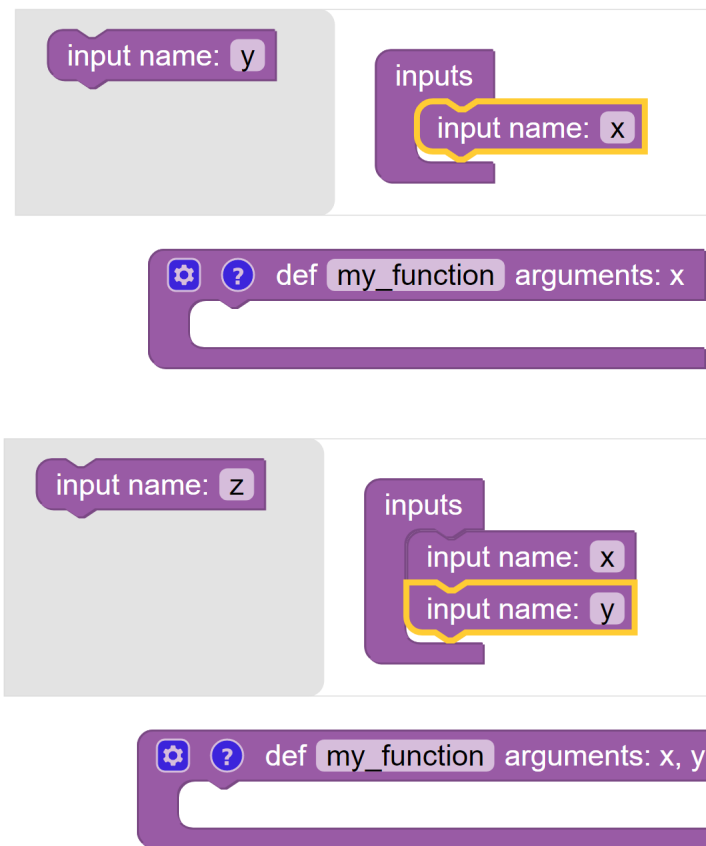 input name: y
inputs
input name: x
? def my_function arguments: x
input name: z
inputs
input name: x
input name: y
? def my_function arguments: x, y